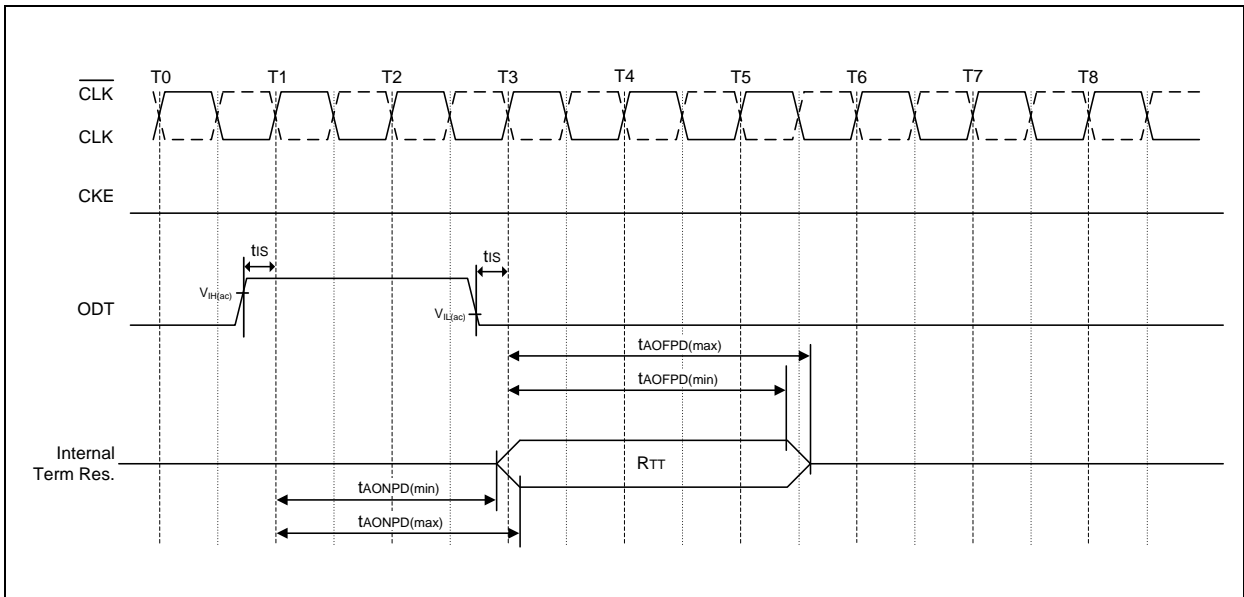 T0 T1 T2 T3 T4 T5 T6 T7 T8
CLK
CLK
CKE
tIS
tIS
VIH(ac)
ODT
VIL(ac)
tAOFPD(max)
tAOFPD(min)
Internal
Term Res.
RTT
tAONPD(min)
tAONPD(max)